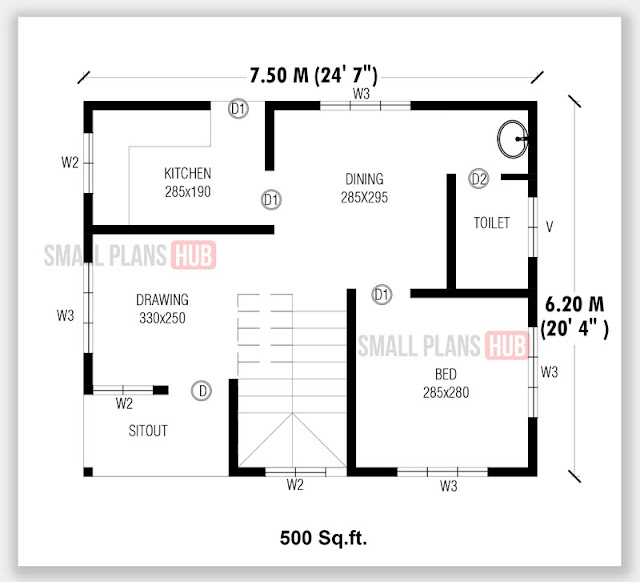 7.50 M (24' 7")
W3
D1
W2
KITCHEN
285x190
D1
DINING
285X295
D2
TOILET
V
SMALL PLANS HUB
DRAWING
330x250
W3
D1
6.20 M
(20' 4" )
SMALL PLANS HUB
W3
BED
285x280
D
W2
SITOUT
W2
W3
500 Sq.ft.